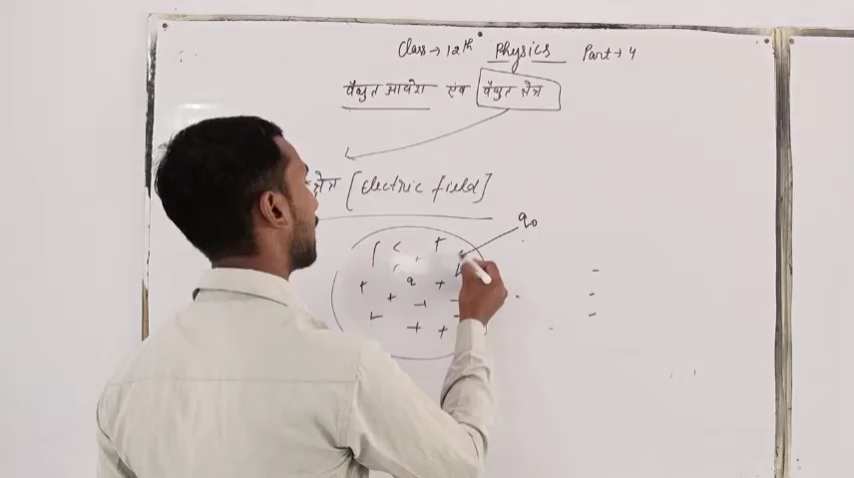 Class → 12th Physics Part → 4
वैद्युत आवेश एवं वैद्युत क्षेत्र
क्षेत्र [Electric field]
q₀
+ +
+ q +
+ +
+ +